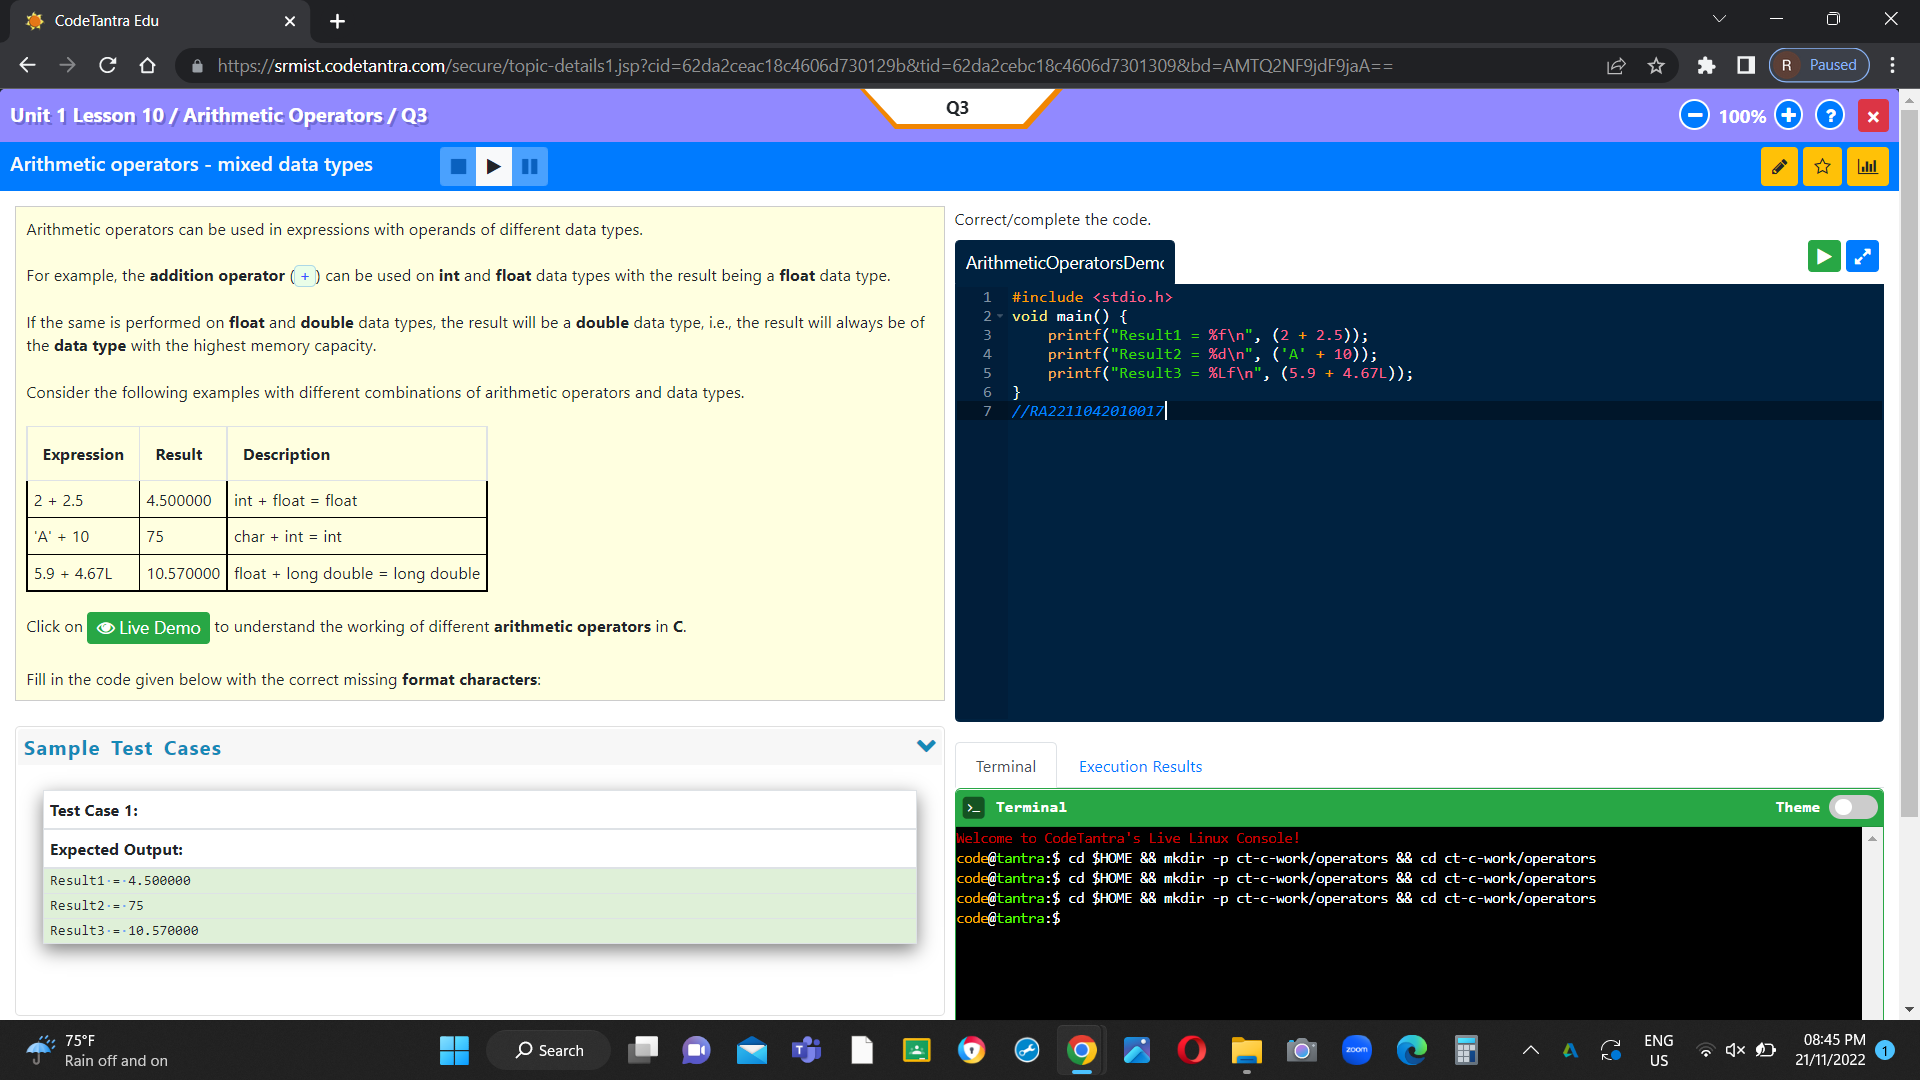 CodeTantra Edu
https://srmist.codetantra.com/secure/topic-details1.jsp?cid=62da2ceac18c4606d730129b&tid=62da2cebc18c4606d7301309&bd=AMTQ2NF9jdF9jaA==
R Paused
Unit 1 Lesson 10 / Arithmetic Operators / Q3
Q3
100%
Arithmetic operators - mixed data types
Arithmetic operators can be used in expressions with operands of different data types.
For example, the addition operator (+) can be used on int and float data types with the result being a float data type.
If the same is performed on float and double data types, the result will be a double data type, i.e., the result will always be of
the data type with the highest memory capacity.
Consider the following examples with different combinations of arithmetic operators and data types.
Expression Result Description
2 + 2.5 4.500000 int + float = float
'A' + 10 75 char + int = int
5.9 + 4.67L 10.570000 float + long double = long double
Click on Live Demo to understand the working of different arithmetic operators in C.
Fill in the code given below with the correct missing format characters:
Sample Test Cases
Test Case 1:
Expected Output:
Result1·=·4.500000
Result2·=·75
Result3·=·10.570000
Correct/complete the code.
ArithmeticOperatorsDemo
1 #include <stdio.h>
2 void main() {
3 printf("Result1 = %f\n", (2 + 2.5));
4 printf("Result2 = %d\n", ('A' + 10));
5 printf("Result3 = %Lf\n", (5.9 + 4.67L));
6 }
7 //RA2211042010017
Terminal Execution Results
Terminal Theme
Welcome to CodeTantra's Live Linux Console!
code@tantra:$ cd $HOME && mkdir -p ct-c-work/operators && cd ct-c-work/operators
code@tantra:$ cd $HOME && mkdir -p ct-c-work/operators && cd ct-c-work/operators
code@tantra:$ cd $HOME && mkdir -p ct-c-work/operators && cd ct-c-work/operators
code@tantra:$
75°F
Rain off and on
Search
zoom
ENG
US
08:45 PM
21/11/2022
1